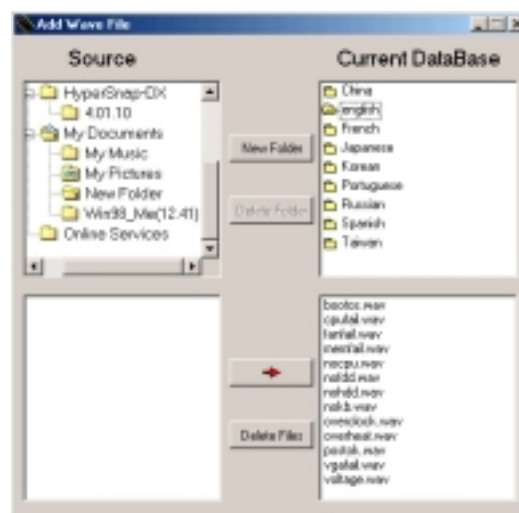 Add Wave File
Source
Current DataBase
HyperSnap-DX
4.01.10
My Documents
My Music
My Pictures
New Folder
Win98_Me(12.41)
Online Services
New Folder
Delete Folder
China
english
French
Japanese
Korean
Portuguese
Russian
Spanish
Taiwan
Delete Files
bootos.wav
cpufail.wav
fanfail.wav
memfail.wav
nocpu.wav
nofdd.wav
nohdd.wav
nokb.wav
overclock.wav
overheat.wav
postok.wav
vgafail.wav
voltage.wav